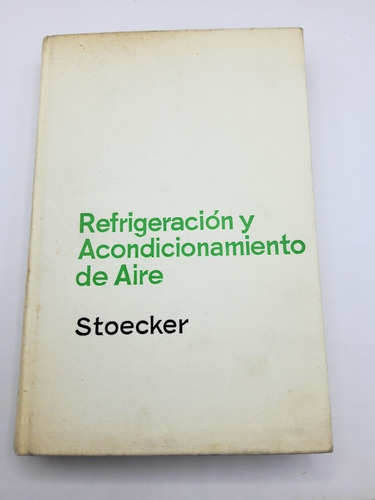 Refrigeración y
Acondicionamiento
de Aire
Stoecker